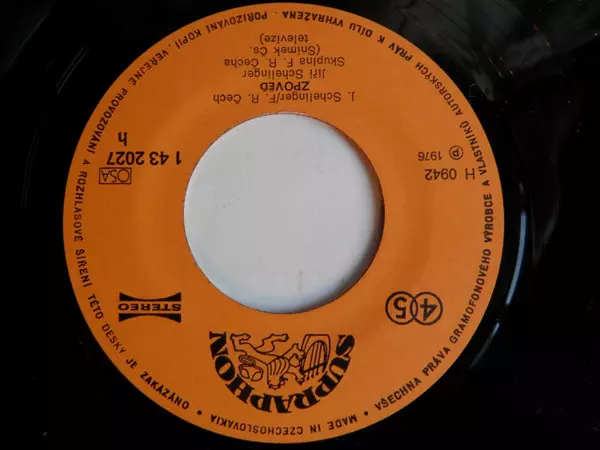 SUPRAPHON
STEREO
45
OSA
1 43 2027
h
H 0942
℗ 1976
J. Schelinger/F. R. Čech
ZPOVĚĎ
Jiří Schelinger
Skupina F. R. Čecha
(Snímek Čs.
televize)
MADE IN CZECHOSLOVAKIA • VŠECHNA PRÁVA GRAMOFONOVÉHO VÝROBCE A VLASTNÍKŮ AUTORSKÝCH PRÁV K DÍLU VYHRAŽENA. POŘIZOVÁNÍ KOPIÍ, VEŘEJNÉ PROVOZOVÁNÍ A ROZHLASOVÉ ŠÍŘENÍ TÉTO DESKY JE ZAKÁZÁNO •